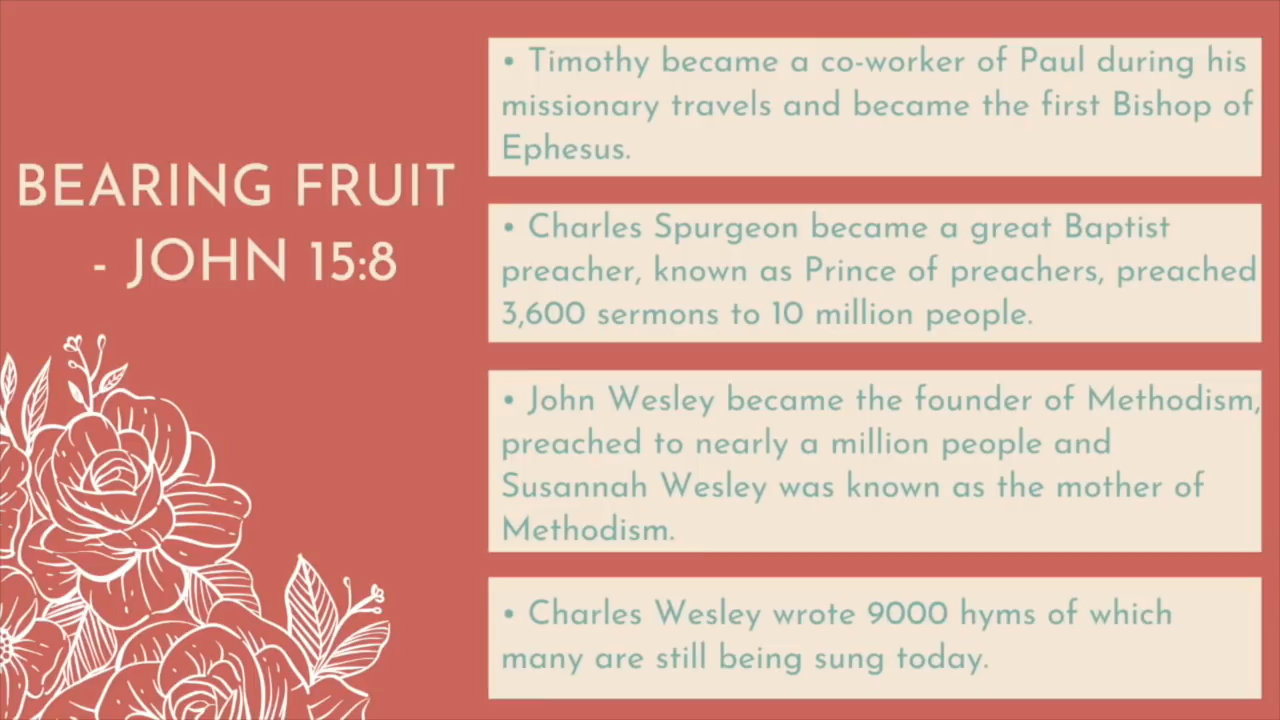 BEARING FRUIT
- JOHN 15:8
• Timothy became a co-worker of Paul during his
missionary travels and became the first Bishop of
Ephesus.
• Charles Spurgeon became a great Baptist
preacher, known as Prince of preachers, preached
3,600 sermons to 10 million people.
• John Wesley became the founder of Methodism,
preached to nearly a million people and
Susannah Wesley was known as the mother of
Methodism.
• Charles Wesley wrote 9000 hyms of which
many are still being sung today.